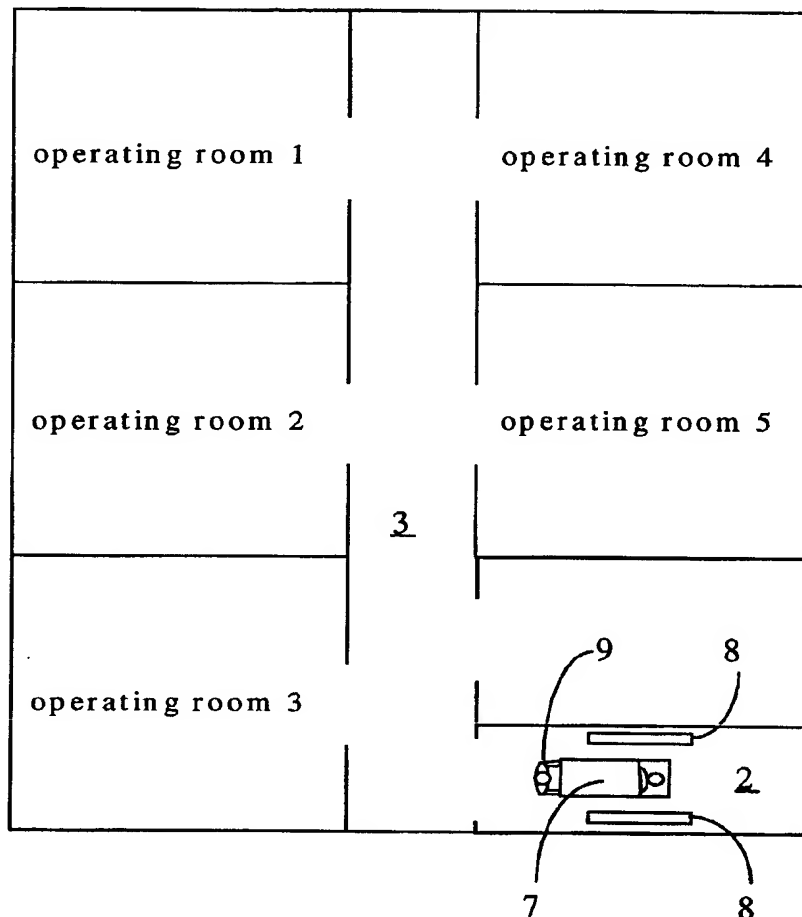 operating room 1
operating room 4
operating room 2
operating room 5
3
9
8
operating room 3
2
7
8